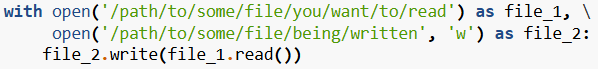 with open('/path/to/some/file/you/want/to/read') as file_1, \
     open('/path/to/some/file/being/written', 'w') as file_2:
    file_2.write(file_1.read())